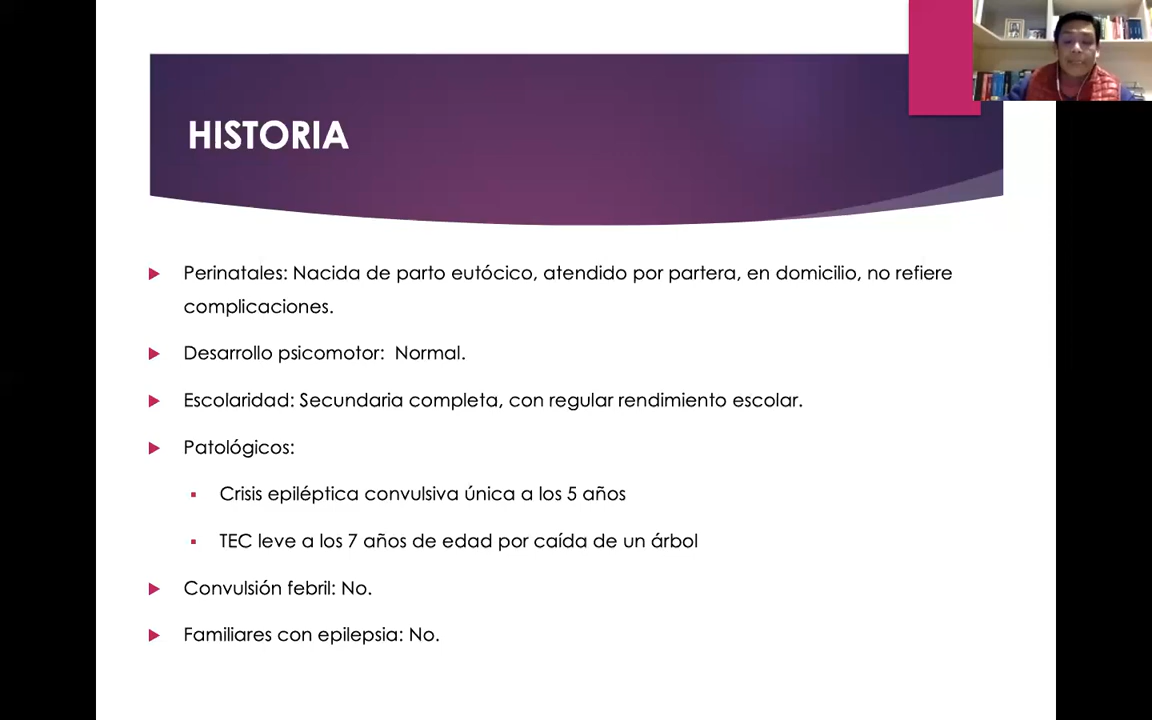 HISTORIA
Perinatales: Nacida de parto eutócico, atendido por partera, en domicilio, no refiere
complicaciones.
Desarrollo psicomotor: Normal.
Escolaridad: Secundaria completa, con regular rendimiento escolar.
Patológicos:
Crisis epiléptica convulsiva única a los 5 años
TEC leve a los 7 años de edad por caída de un árbol
Convulsión febril: No.
Familiares con epilepsia: No.